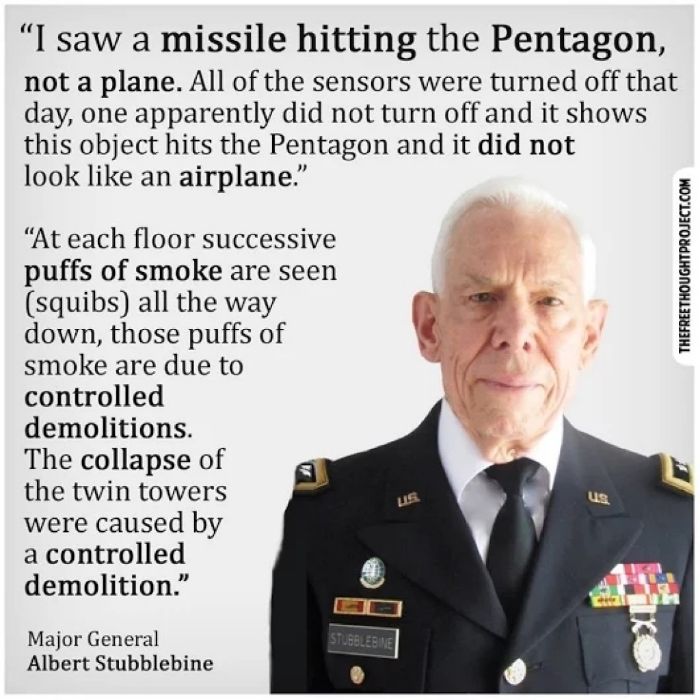 “I saw a missile hitting the Pentagon,
not a plane. All of the sensors were turned off that
day, one apparently did not turn off and it shows
this object hits the Pentagon and it did not
look like an airplane.”
THEFREETHOUGHTPROJECT.COM
“At each floor successive
puffs of smoke are seen
(squibs) all the way
down, those puffs of
smoke are due to
controlled
demolitions.
The collapse of
the twin towers
were caused by
a controlled
demolition.”
U.S.
U.S.
STUBBLEBINE
Major General
Albert Stubblebine